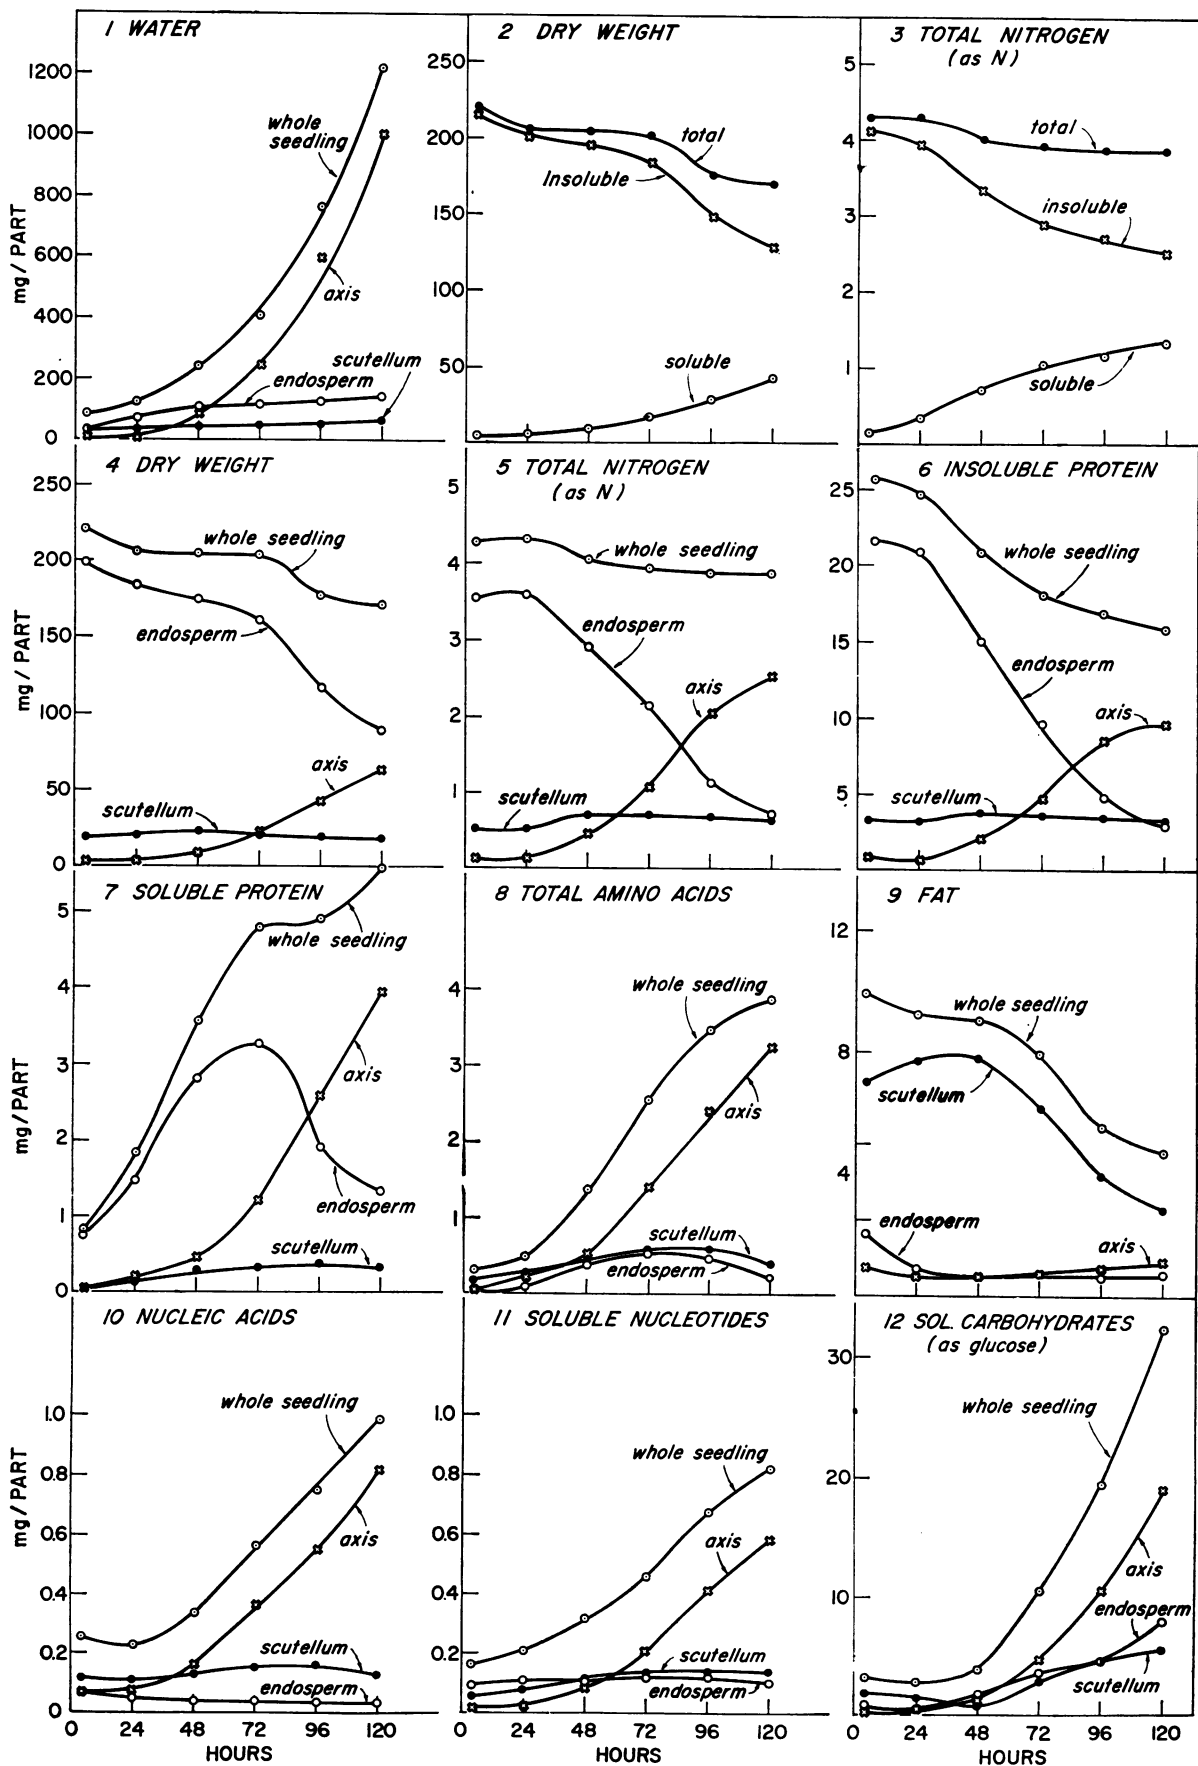 1 WATER
1200
1000
800
600
400
200
0
mg/PART
whole
seedling
axis
scutellum
endosperm
2 DRY WEIGHT
250
200
150
100
50
total
Insoluble
soluble
3 TOTAL NITROGEN
(as N)
5
4
3
2
1
total
insoluble
soluble
4 DRY WEIGHT
250
200
150
100
50
0
mg/PART
whole seedling
endosperm
axis
scutellum
5 TOTAL NITROGEN
(as N)
5
4
3
2
1
whole seedling
endosperm
axis
scutellum
6 INSOLUBLE PROTEIN
25
20
15
10
5
whole seedling
endosperm
axis
scutellum
7 SOLUBLE PROTEIN
5
4
3
2
1
0
mg/PART
whole seedling
axis
endosperm
scutellum
8 TOTAL AMINO ACIDS
4
3
2
1
whole seedling
axis
scutellum
endosperm
9 FAT
12
8
4
whole seedling
scutellum
endosperm
axis
10 NUCLEIC ACIDS
1.0
0.8
0.6
0.4
0.2
mg/PART
whole seedling
axis
scutellum
endosperm
0 24 48 72 96 120
HOURS
11 SOLUBLE NUCLEOTIDES
1.0
0.8
0.6
0.4
0.2
whole seedling
axis
scutellum
endosperm
0 24 48 72 96 120
HOURS
12 SOL. CARBOHYDRATES
(as glucose)
30
20
10
whole seedling
axis
endosperm
scutellum
0 24 48 72 96 120
HOURS